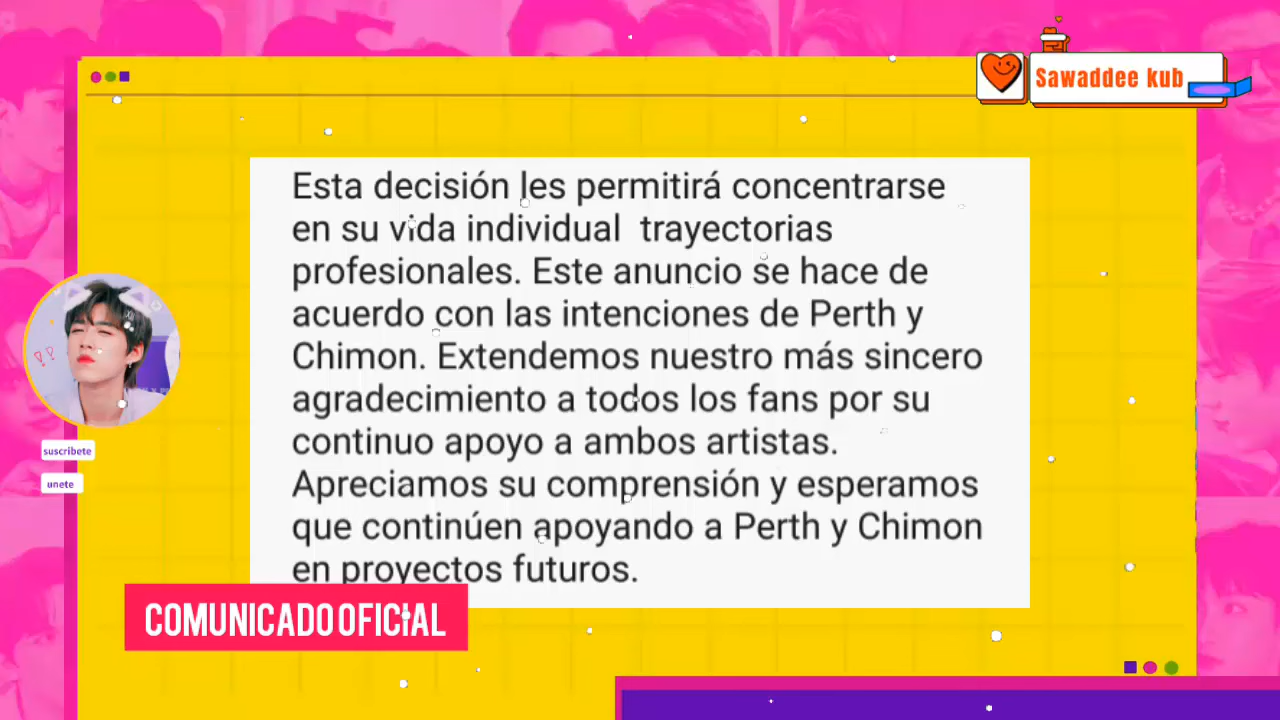 Sawaddee kub
Esta decisión les permitirá concentrarse
en su vida individual trayectorias
profesionales. Este anuncio se hace de
acuerdo con las intenciones de Perth y
Chimon. Extendemos nuestro más sincero
agradecimiento a todos los fans por su
continuo apoyo a ambos artistas.
Apreciamos su comprensión y esperamos
que continúen apoyando a Perth y Chimon
en proyectos futuros.
suscribete
unete
COMUNICADO OFICIAL